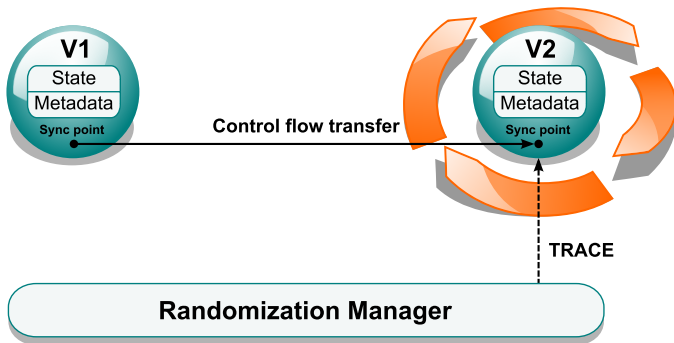 V1
State
Metadata
Sync point
V2
State
Metadata
Sync point
Control flow transfer
TRACE
Randomization Manager